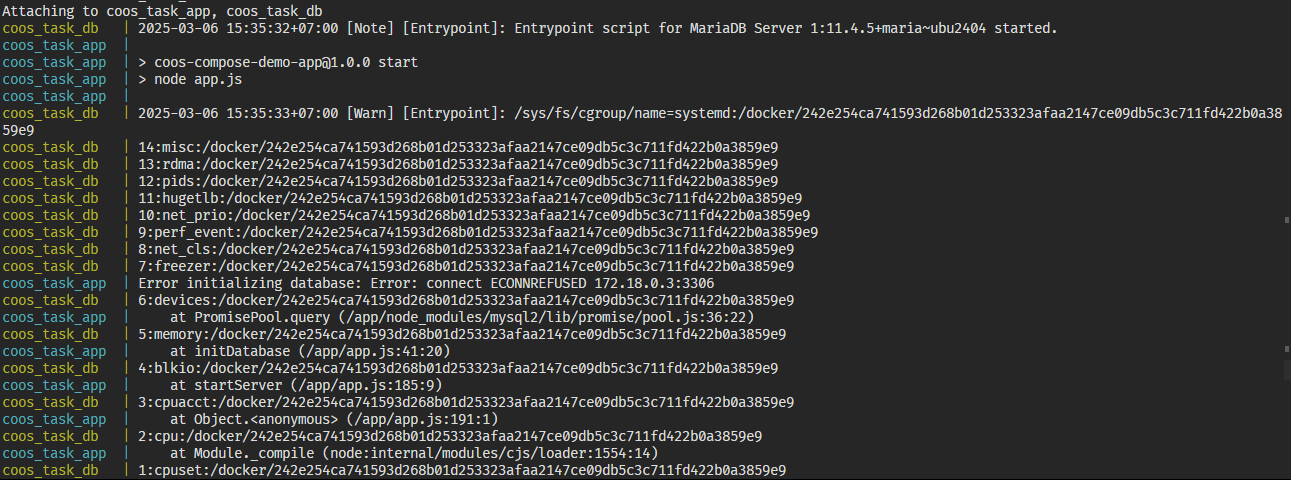 Attaching to coos_task_app, coos_task_db
coos_task_db   | 2025-03-06 15:35:32+07:00 [Note] [Entrypoint]: Entrypoint script for MariaDB Server 1:11.4.5+maria~ubu2404 started.
coos_task_app  |
coos_task_app  | > coos-compose-demo-app@1.0.0 start
coos_task_app  | > node app.js
coos_task_app  |
coos_task_db   | 2025-03-06 15:35:33+07:00 [Warn] [Entrypoint]: /sys/fs/cgroup/name=systemd:/docker/242e254ca741593d268b01d253323afaa2147ce09db5c3c711fd422b0a38
59e9
coos_task_db   | 14:misc:/docker/242e254ca741593d268b01d253323afaa2147ce09db5c3c711fd422b0a3859e9
coos_task_db   | 13:rdma:/docker/242e254ca741593d268b01d253323afaa2147ce09db5c3c711fd422b0a3859e9
coos_task_db   | 12:pids:/docker/242e254ca741593d268b01d253323afaa2147ce09db5c3c711fd422b0a3859e9
coos_task_db   | 11:hugetlb:/docker/242e254ca741593d268b01d253323afaa2147ce09db5c3c711fd422b0a3859e9
coos_task_db   | 10:net_prio:/docker/242e254ca741593d268b01d253323afaa2147ce09db5c3c711fd422b0a3859e9
coos_task_db   | 9:perf_event:/docker/242e254ca741593d268b01d253323afaa2147ce09db5c3c711fd422b0a3859e9
coos_task_db   | 8:net_cls:/docker/242e254ca741593d268b01d253323afaa2147ce09db5c3c711fd422b0a3859e9
coos_task_db   | 7:freezer:/docker/242e254ca741593d268b01d253323afaa2147ce09db5c3c711fd422b0a3859e9
coos_task_app  | Error initializing database: Error: connect ECONNREFUSED 172.18.0.3:3306
coos_task_db   | 6:devices:/docker/242e254ca741593d268b01d253323afaa2147ce09db5c3c711fd422b0a3859e9
coos_task_app  |     at PromisePool.query (/app/node_modules/mysql2/lib/promise/pool.js:36:22)
coos_task_db   | 5:memory:/docker/242e254ca741593d268b01d253323afaa2147ce09db5c3c711fd422b0a3859e9
coos_task_app  |     at initDatabase (/app/app.js:41:20)
coos_task_db   | 4:blkio:/docker/242e254ca741593d268b01d253323afaa2147ce09db5c3c711fd422b0a3859e9
coos_task_app  |     at startServer (/app/app.js:185:9)
coos_task_db   | 3:cpuacct:/docker/242e254ca741593d268b01d253323afaa2147ce09db5c3c711fd422b0a3859e9
coos_task_app  |     at Object.<anonymous> (/app/app.js:191:1)
coos_task_db   | 2:cpu:/docker/242e254ca741593d268b01d253323afaa2147ce09db5c3c711fd422b0a3859e9
coos_task_app  |     at Module._compile (node:internal/modules/cjs/loader:1554:14)
coos_task_db   | 1:cpuset:/docker/242e254ca741593d268b01d253323afaa2147ce09db5c3c711fd422b0a3859e9